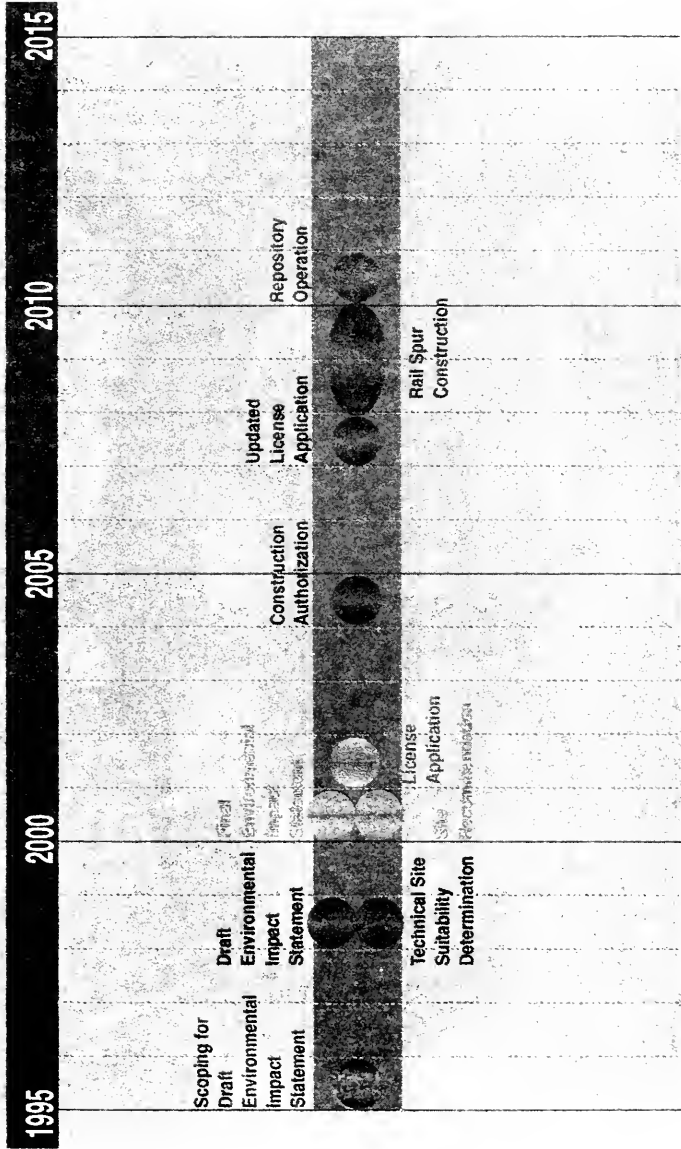 1995
2000
2005
2010
2015
Scoping for
Draft
Environmental
Impact
Statement
Draft
Environmental
Impact
Statement
Final
Environmental
Impact
Statement
Construction
Authorization
Updated
License
Application
Repository
Operation
Technical Site
Suitability
Determination
Site
Recommendation
License
Application
Rail Spur
Construction